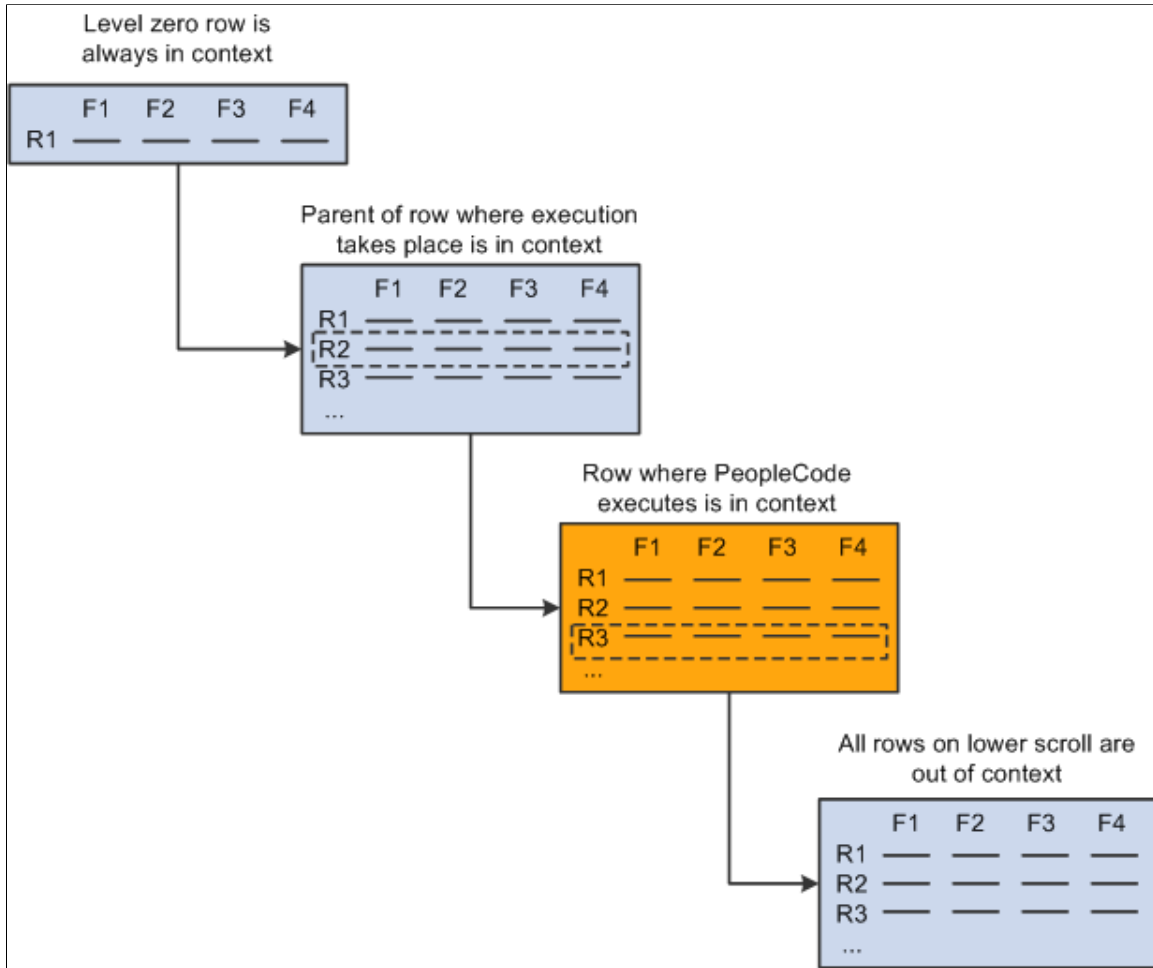 Level zero row is
always in context
F1 F2 F3 F4
R1
Parent of row where execution
takes place is in context
F1 F2 F3 F4
R1
R2
R3
...
Row where PeopleCode
executes is in context
F1 F2 F3 F4
R1
R2
R3
...
All rows on lower scroll are
out of context
F1 F2 F3 F4
R1
R2
R3
...